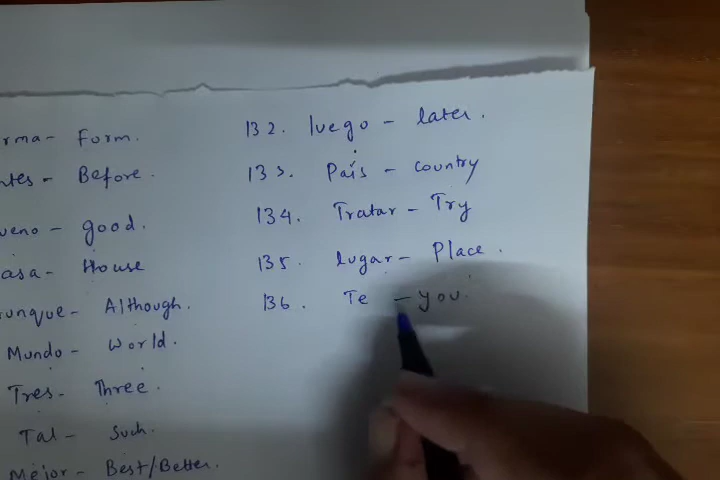 rma - Form.
ntes - Before.
ueno - good.
asa - House
unque - Although.
Mundo - World.
Tres - Three.
Tal - Such.
Mejor - Best/Better.
132. luego - later.
133. País - country
134. Tratar - Try
135. lugar - Place.
136. Te - you.